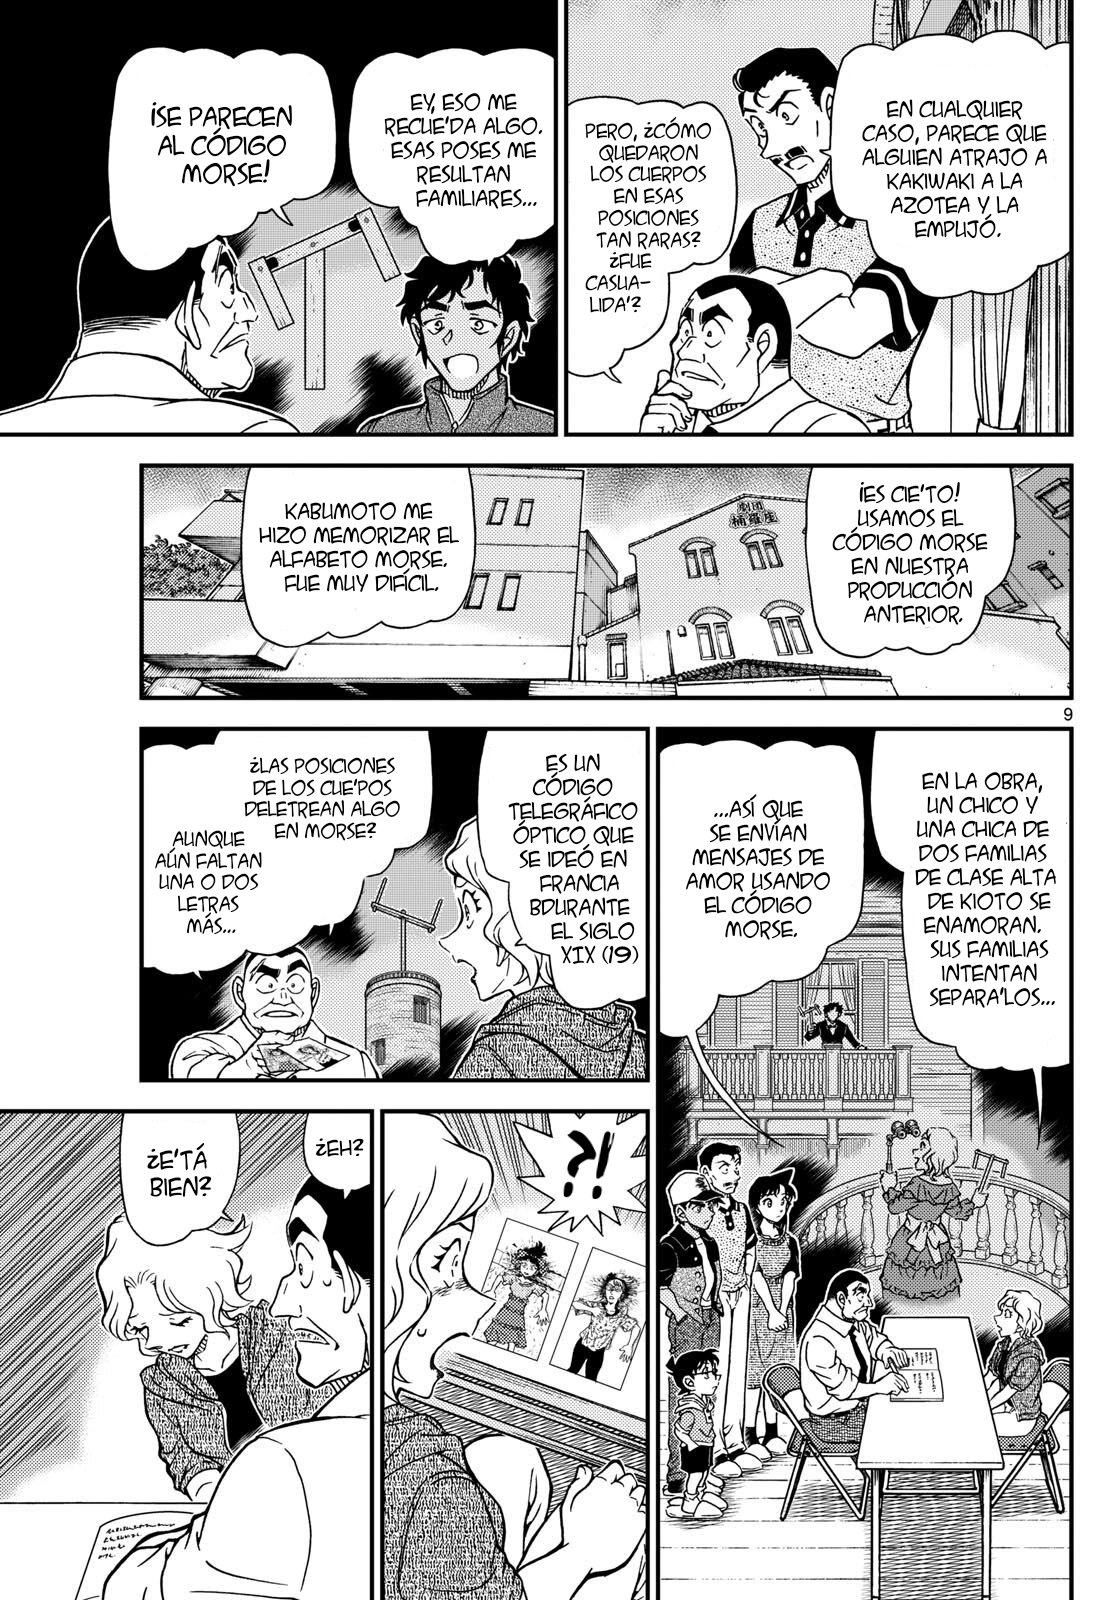 EN CUALQUIER
CASO, PARECE QUE
ALGUIEN ATRAJO A
KAKIWAKI A LA
AZOTEA Y LA
EMPUJÓ.
PERO, ¿CÓMO
QUEDARON
LOS CUERPOS
EN ESAS
POSICIONES
TAN RARAS?
¿FUE
CASUA-
LIDA'?
EY, ESO ME
RECUE'DA ALGO.
ESAS POSES ME
RESULTAN
FAMILIARES...
¡SE PARECEN
AL CÓDIGO
MORSE!
¡ES CIE'TO!
USAMOS EL
CÓDIGO MORSE
EN NUESTRA
PRODUCCIÓN
ANTERIOR.
劇団
桶羅座
KABUMOTO ME
HIZO MEMORIZAR EL
ALFABETO MORSE.
FUE MUY DIFÍCIL.
9
EN LA OBRA,
UN CHICO Y
UNA CHICA DE
DOS FAMILIAS
DE CLASE ALTA
DE KIOTO SE
ENAMORAN.
SUS FAMILIAS
INTENTAN
SEPARA'LOS...
...ASÍ QUE
SE ENVÍAN
MENSAJES DE
AMOR USANDO
EL CÓDIGO
MORSE.
ES UN
CÓDIGO
TELEGRÁFICO
ÓPTICO QUE
SE IDEÓ EN
FRANCIA
BDURANTE
EL SIGLO
XIX (19)
¿LAS POSICIONES
DE LOS CUE'POS
DELETREAN ALGO
EN MORSE?
AUNQUE
AÚN FALTAN
UNA O DOS
LETRAS
MÁS...
?!
¿EH?
¿E'TÁ
BIEN?